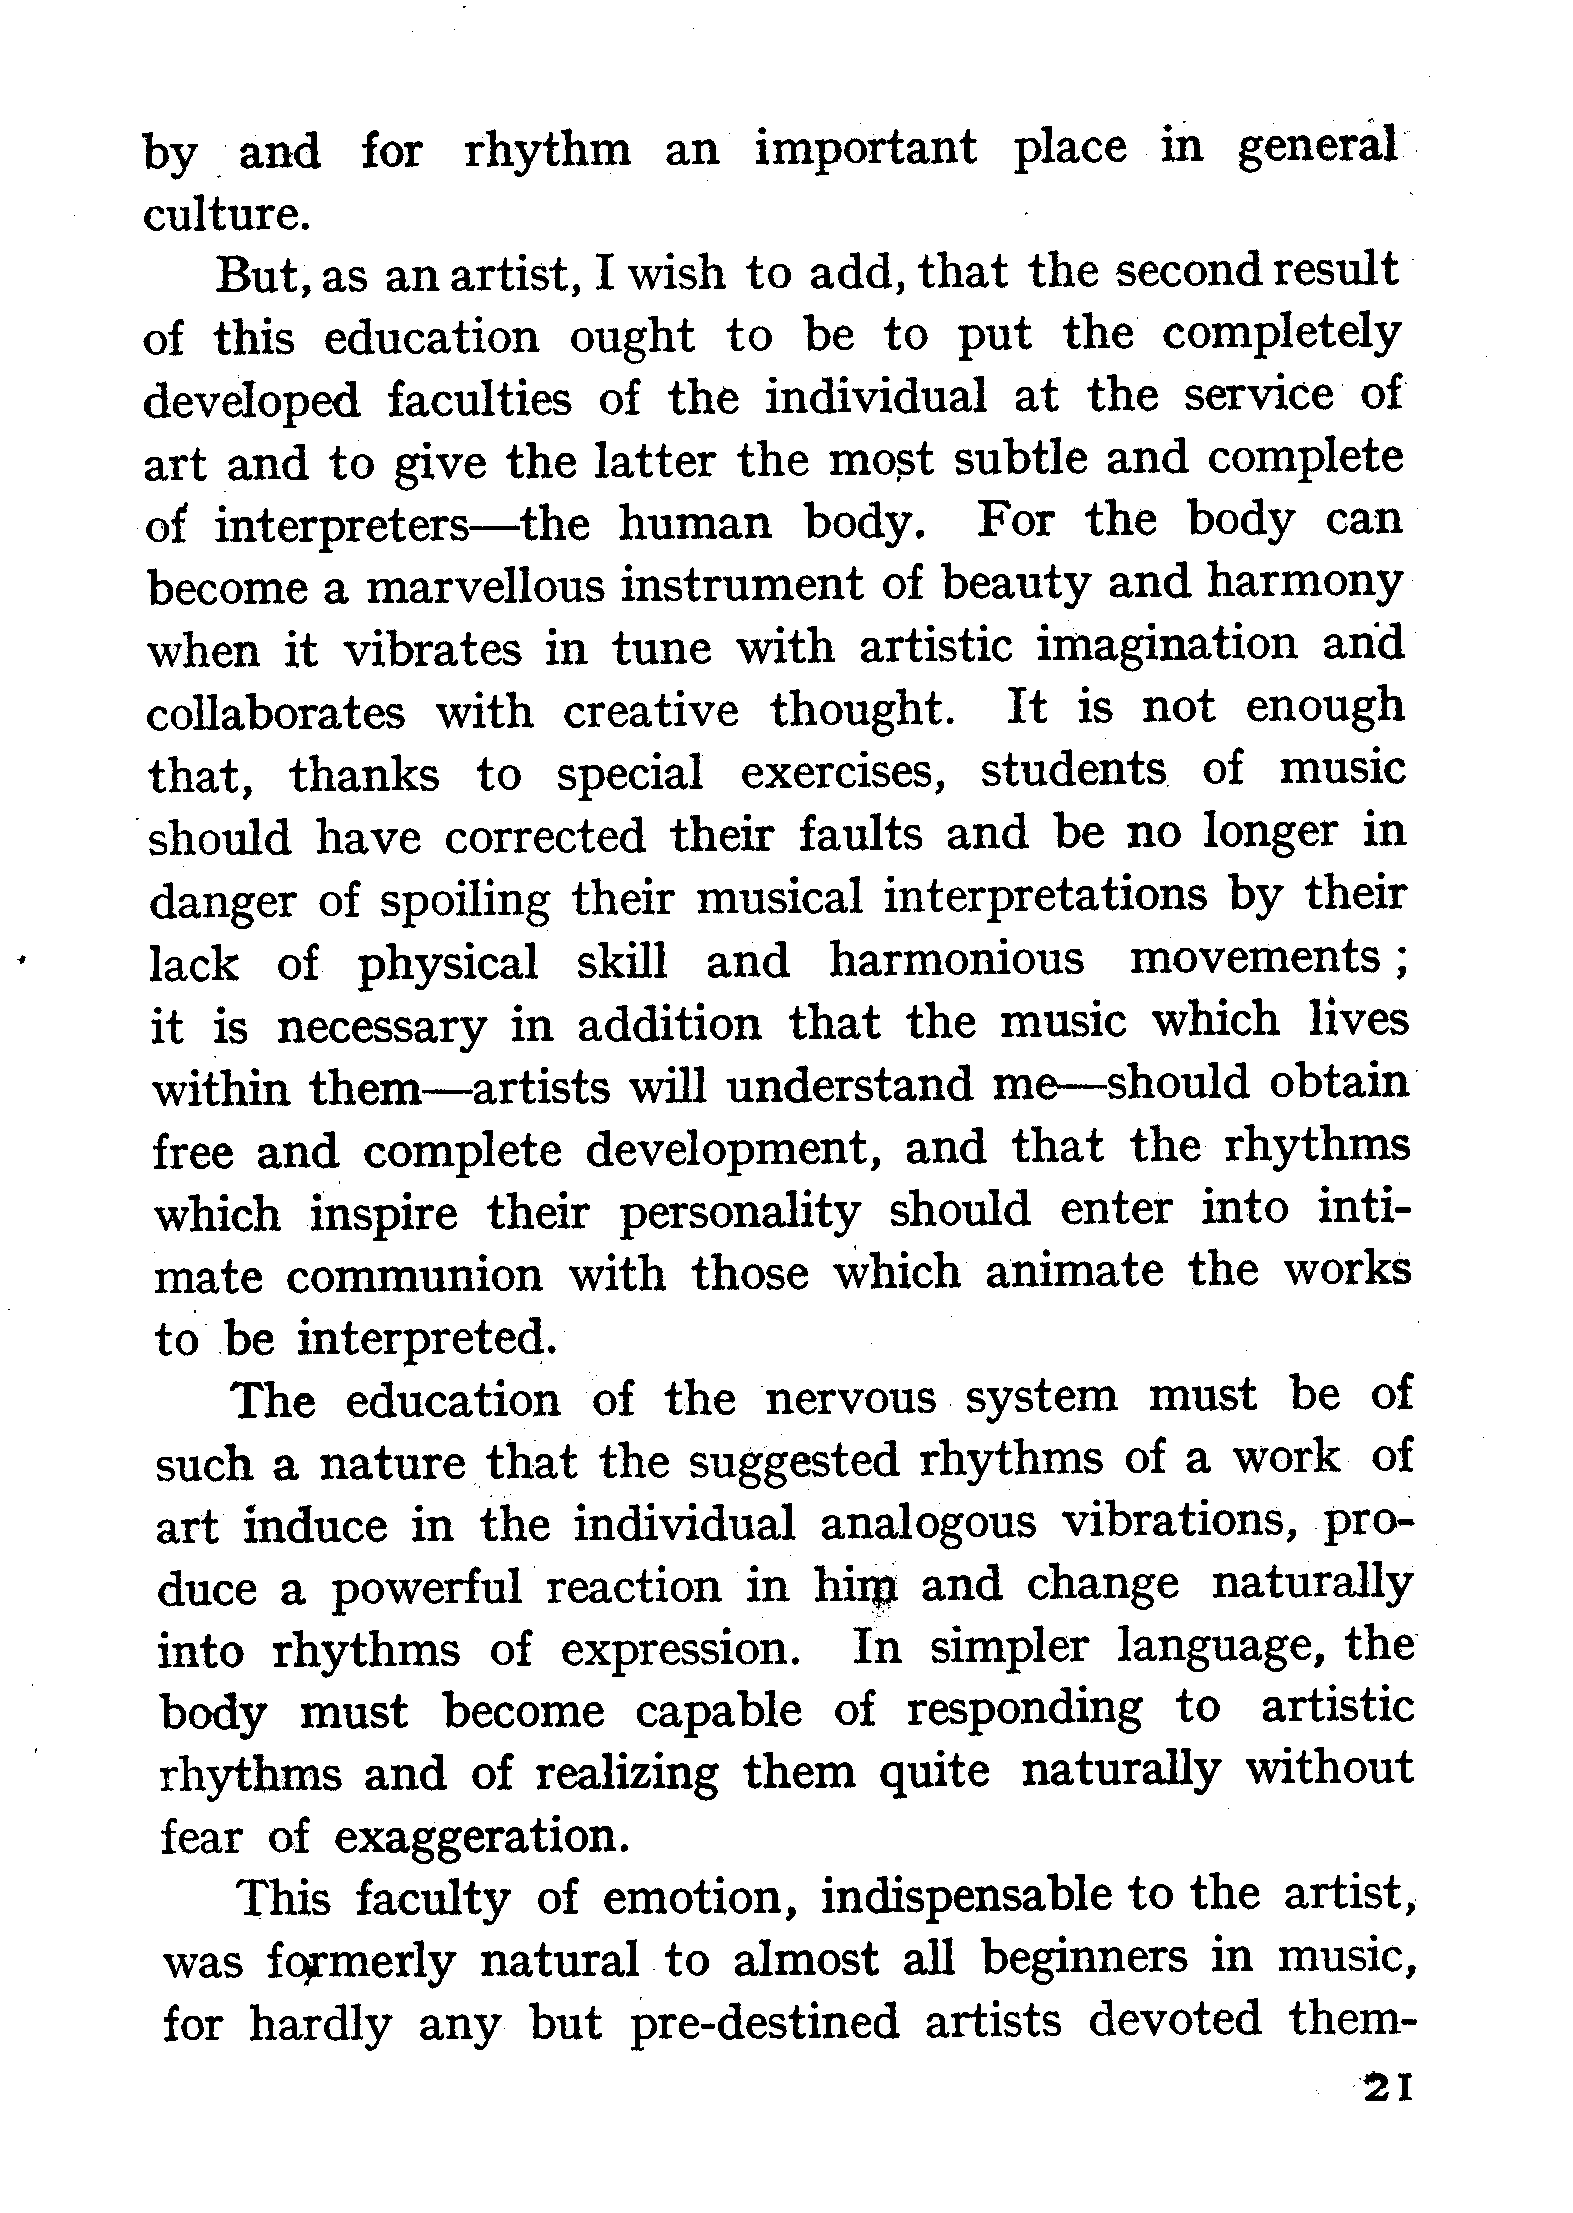 by and for rhythm an important place in general
culture.
But, as an artist, I wish to add, that the second result
of this education ought to be to put the completely
developed faculties of the individual at the service of
art and to give the latter the most subtle and complete
of interpreters—the human body. For the body can
become a marvellous instrument of beauty and harmony
when it vibrates in tune with artistic imagination and
collaborates with creative thought. It is not enough
that, thanks to special exercises, students of music
should have corrected their faults and be no longer in
danger of spoiling their musical interpretations by their
lack of physical skill and harmonious movements ;
it is necessary in addition that the music which lives
within them—artists will understand me—should obtain
free and complete development, and that the rhythms
which inspire their personality should enter into inti-
mate communion with those which animate the works
to be interpreted.
The education of the nervous system must be of
such a nature that the suggested rhythms of a work of
art induce in the individual analogous vibrations, pro-
duce a powerful reaction in him and change naturally
into rhythms of expression. In simpler language, the
body must become capable of responding to artistic
rhythms and of realizing them quite naturally without
fear of exaggeration.
This faculty of emotion, indispensable to the artist,
was formerly natural to almost all beginners in music,
for hardly any but pre-destined artists devoted them-
21